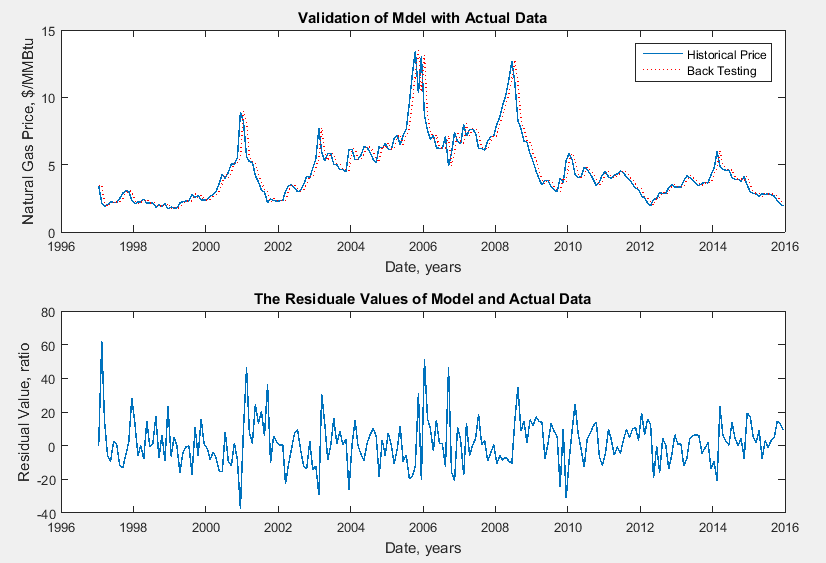 Validation of Mdel with Actual Data
Natural Gas Price, $/MMBtu
15
10
5
0
Historical Price
Back Testing
1996 1998 2000 2002 2004 2006 2008 2010 2012 2014 2016
Date, years
The Residuale Values of Model and Actual Data
Residual Value, ratio
80
60
40
20
0
-20
-40
1996 1998 2000 2002 2004 2006 2008 2010 2012 2014 2016
Date, years